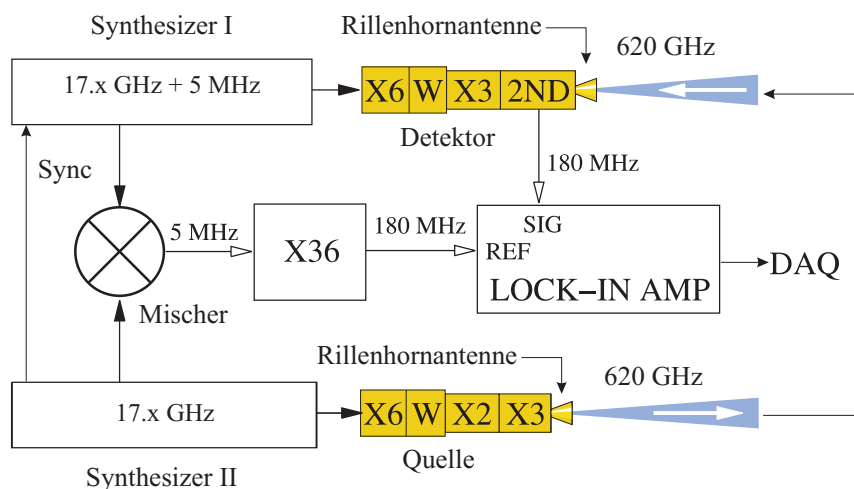 Synthesizer I
Rillenhornantenne
620 GHz
17.x GHz + 5 MHz
X6 W X3 2ND
Detektor
Sync
180 MHz
5 MHz
X36
180 MHz
SIG
REF
LOCK–IN AMP
DAQ
Mischer
Rillenhornantenne
620 GHz
17.x GHz
X6 W X2 X3
Quelle
Synthesizer II